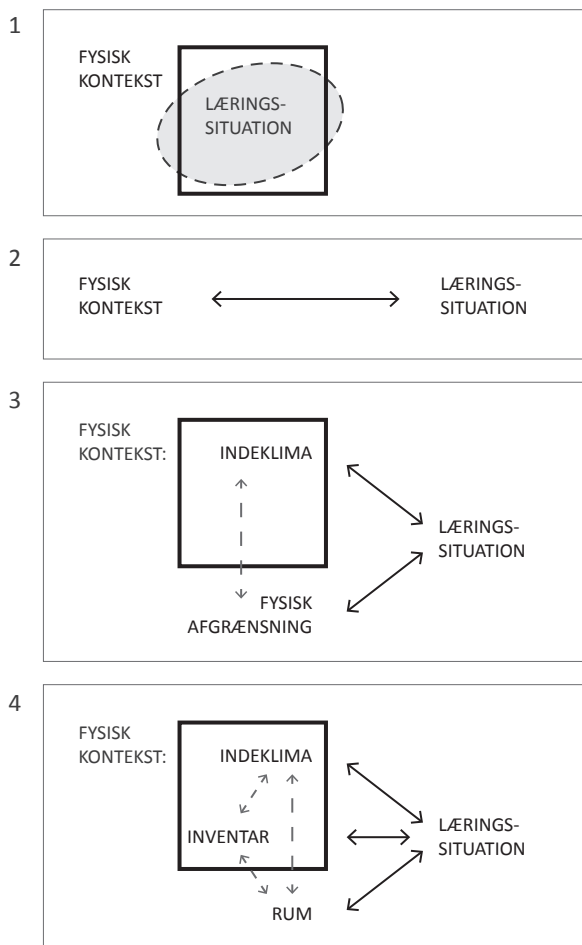 1
FYSISK
KONTEKST
LÆRINGS-
SITUATION
2
FYSISK
KONTEKST
LÆRINGS-
SITUATION
3
FYSISK
KONTEKST:
INDEKLIMA
LÆRINGS-
SITUATION
FYSISK
AFGRÆNSNING
4
FYSISK
KONTEKST:
INDEKLIMA
INVENTAR
LÆRINGS-
SITUATION
RUM